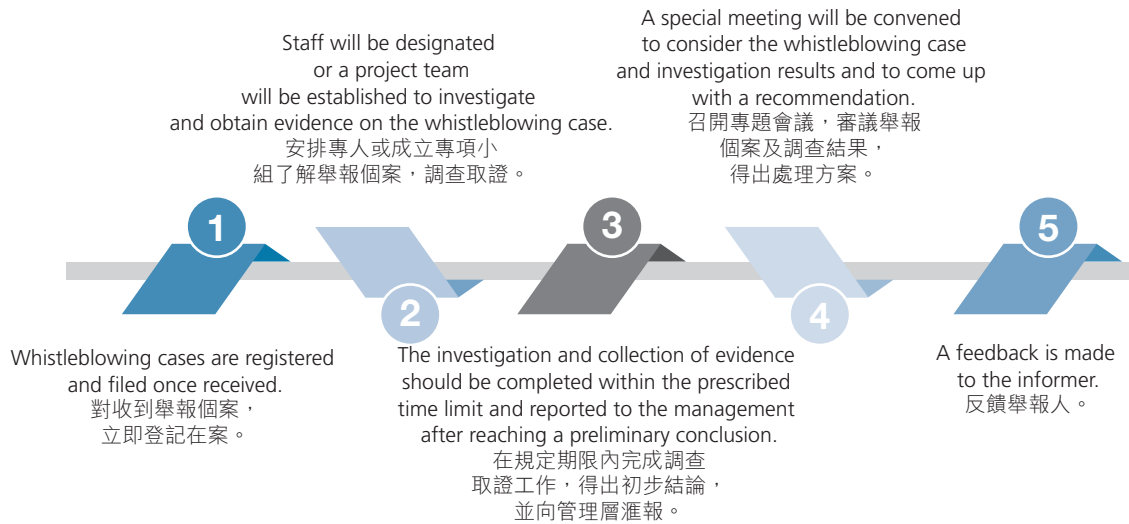 1
Whistleblowing cases are registered
and filed once received.
對收到舉報個案，
立即登記在案。
Staff will be designated
or a project team
will be established to investigate
and obtain evidence on the whistleblowing case.
安排專人或成立專項小
組了解舉報個案，調查取證。
2
3
The investigation and collection of evidence
should be completed within the prescribed
time limit and reported to the management
after reaching a preliminary conclusion.
在規定期限內完成調查
取證工作，得出初步結論，
並向管理層滙報。
A special meeting will be convened
to consider the whistleblowing case
and investigation results and to come up
with a recommendation.
召開專題會議，審議舉報
個案及調查結果，
得出處理方案。
4
5
A feedback is made
to the informer.
反饋舉報人。